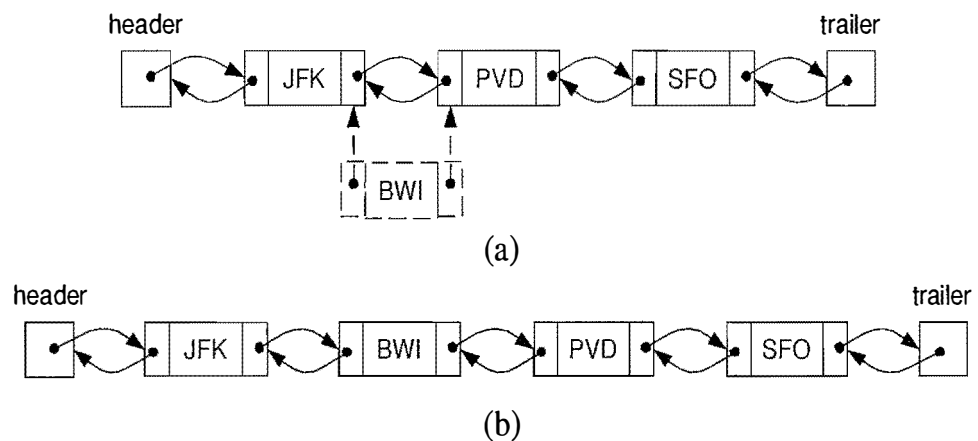 header trailer
JFK PVD SFO
BWI
(a)
header trailer
JFK BWI PVD SFO
(b)